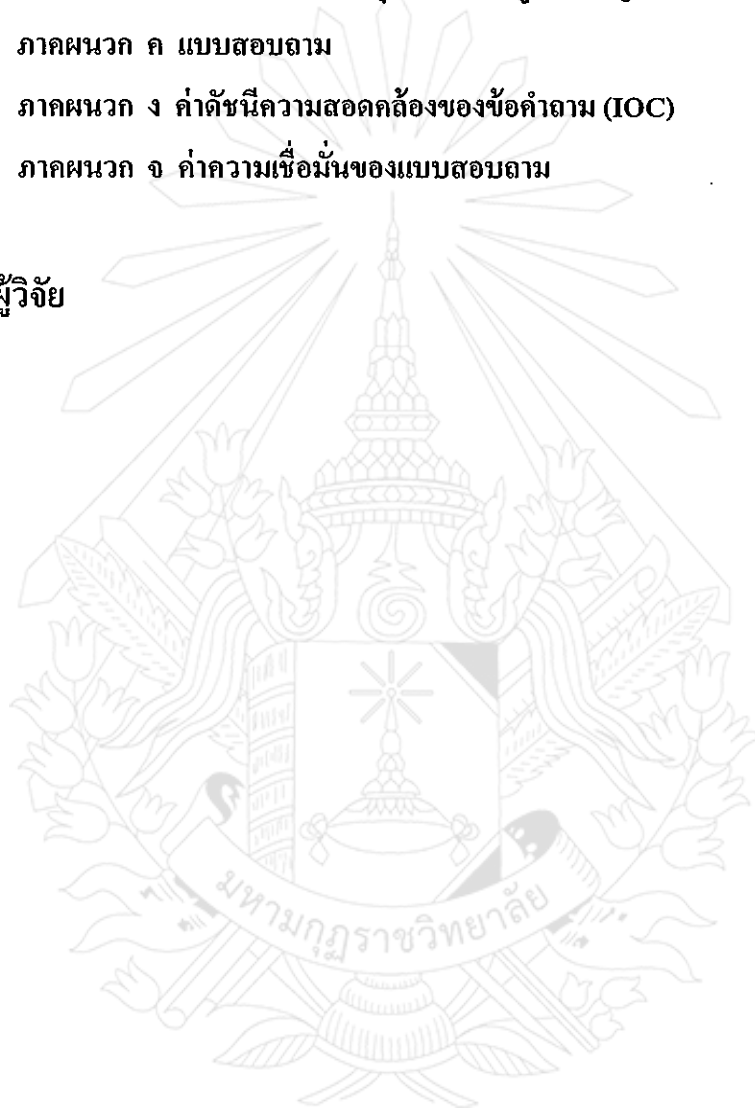 ภาคผนวก ค แบบสอบถาม
ภาคผนวก ง ค่าดัชนีความสอดคล้องของข้อคำถาม (IOC)
ภาคผนวก จ ค่าความเชื่อมั่นของแบบสอบถาม
ผู้วิจัย
มหามกุฏราชวิทยาลัย